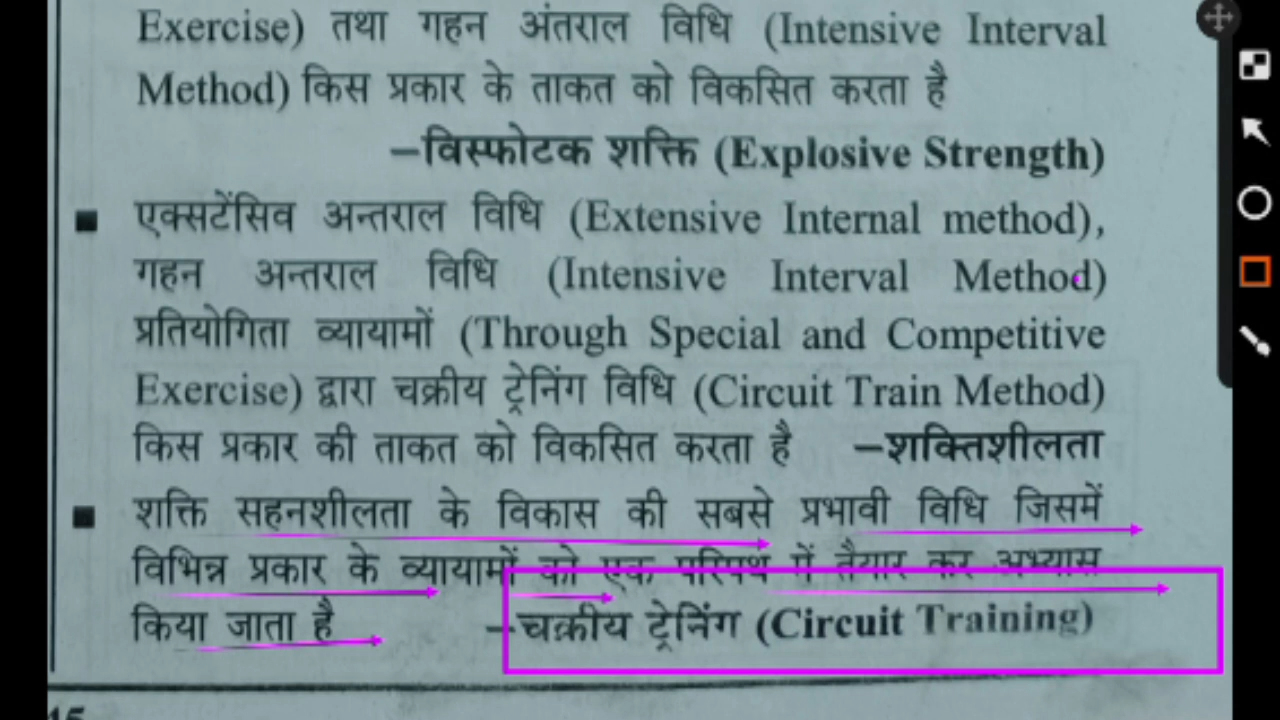 Exercise) तथा गहन अंतराल विधि (Intensive Interval
Method) किस प्रकार के ताकत को विकसित करता है
–विस्फोटक शक्ति (Explosive Strength)
■ एक्सटेंसिव अन्तराल विधि (Extensive Internal method),
गहन अन्तराल विधि (Intensive Interval Method)
प्रतियोगिता व्यायामों (Through Special and Competitive
Exercise) द्वारा चक्रीय ट्रेनिंग विधि (Circuit Train Method)
किस प्रकार की ताकत को विकसित करता है –शक्तिशीलता
■ शक्ति सहनशीलता के विकास की सबसे प्रभावी विधि जिसमें
विभिन्न प्रकार के व्यायामों को एक परिपथ में तैयार कर अभ्यास
किया जाता है –चक्रीय ट्रेनिंग (Circuit Training)